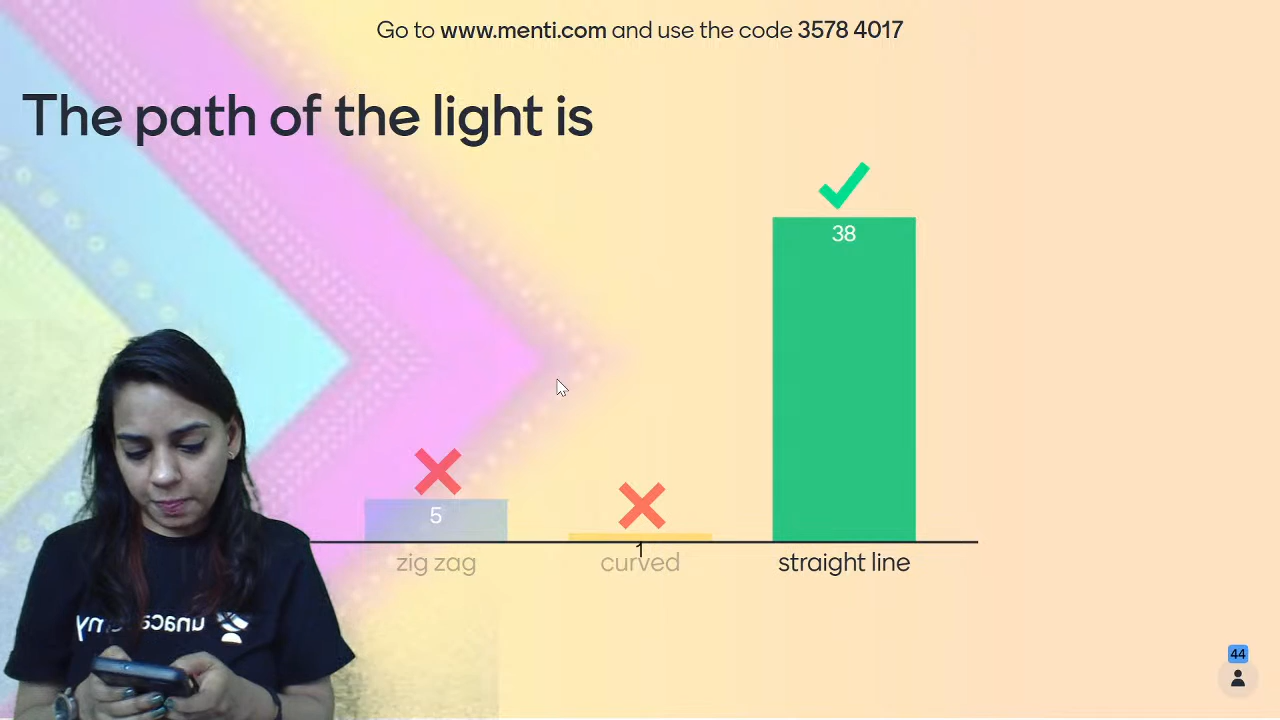 Go to www.menti.com and use the code 3578 4017
The path of the light is
38
5
1
zig zag
curved
straight line
unacademy
44